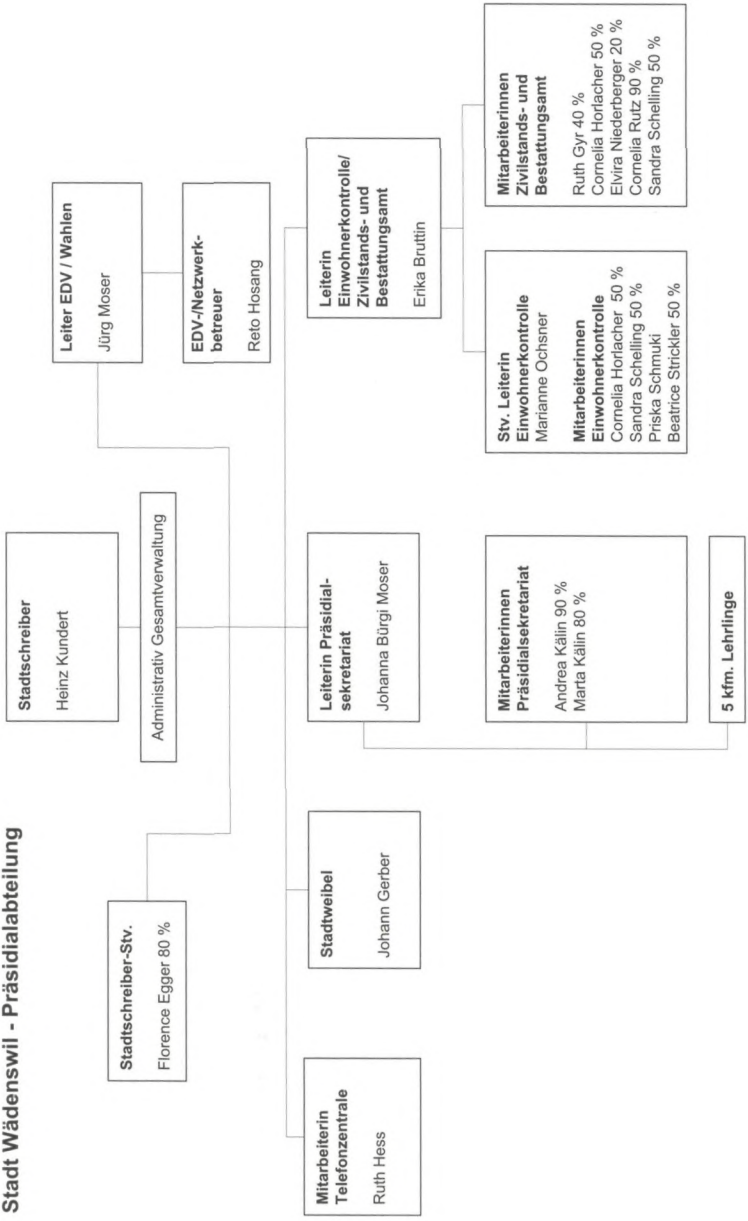 Stadt Wädenswil - Präsidialabteilung
Stadtschreiber
Heinz Kundert
Administrativ Gesamtverwaltung
Stadtschreiber-Stv.
Florence Egger 80 %
Leiter EDV / Wahlen
Jürg Moser
EDV-/Netzwerk-
betreuer
Reto Hosang
Mitarbeiterin
Telefonzentrale
Ruth Hess
Stadtweibel
Johann Gerber
Leiterin Präsidial-
sekretariat
Johanna Bürgi Moser
Leiterin
Einwohnerkontrolle/
Zivilstands- und
Bestattungsamt
Erika Bruttin
Mitarbeiterinnen
Präsidialsekretariat
Andrea Kälin 90 %
Marta Kälin 80 %
5 kfm. Lehrlinge
Stv. Leiterin
Einwohnerkontrolle
Marianne Ochsner
Mitarbeiterinnen
Einwohnerkontrolle
Cornelia Horlacher 50 %
Sandra Schelling 50 %
Priska Schmuki
Beatrice Strickler 50 %
Mitarbeiterinnen
Zivilstands- und
Bestattungsamt
Ruth Gyr 40 %
Cornelia Horlacher 50 %
Elvira Niederberger 20 %
Cornelia Rutz 90 %
Sandra Schelling 50 %